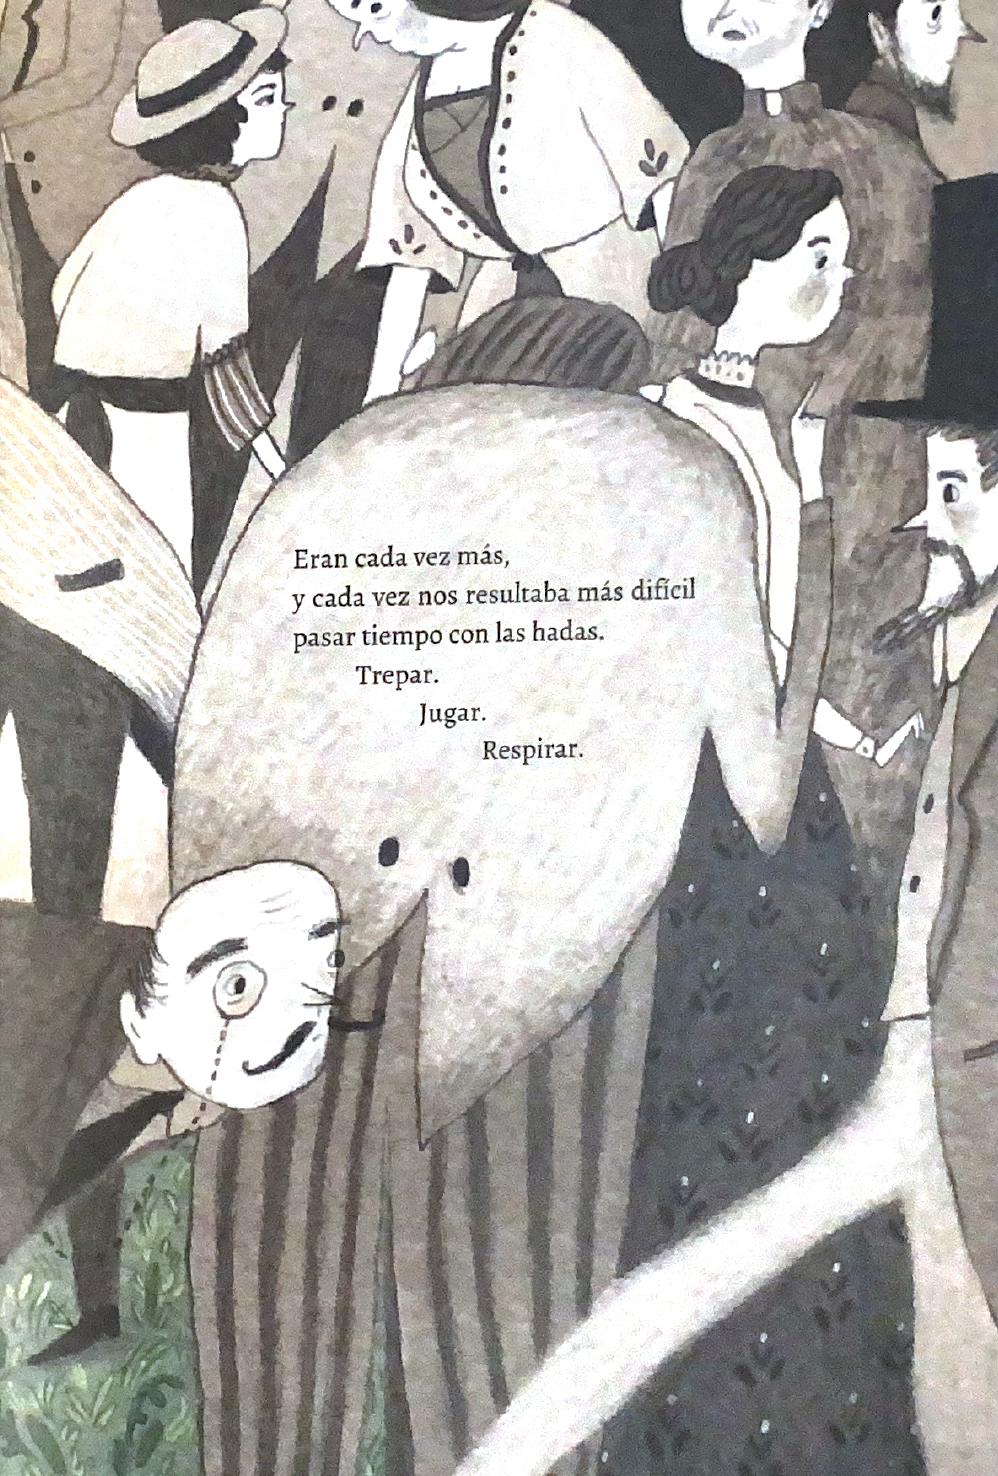 Eran cada vez más,
y cada vez nos resultaba más difícil
pasar tiempo con las hadas.
Trepar.
Jugar.
Respirar.